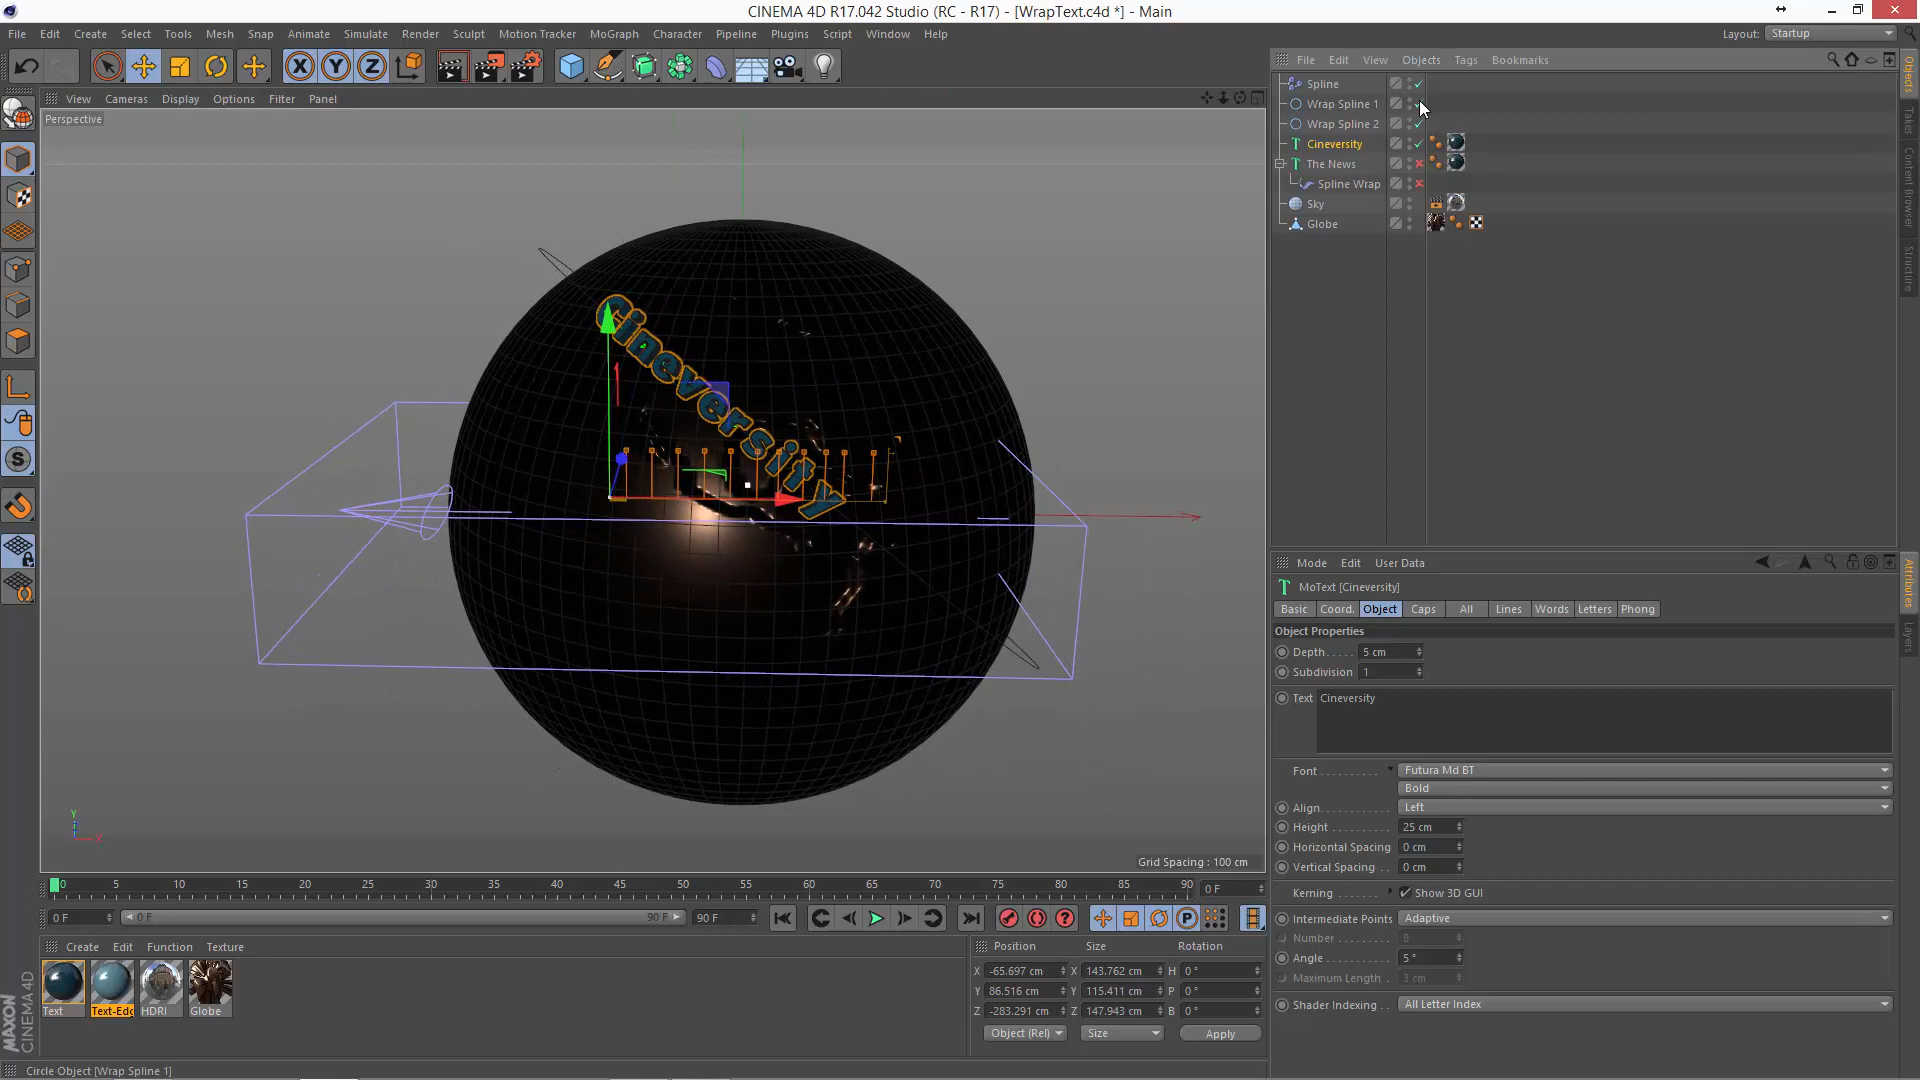 CINEMA 4D R17.042 Studio (RC - R17) - [WrapText.c4d *] - Main
File Edit Create Select Tools Mesh Snap Animate Simulate Render Sculpt Motion Tracker MoGraph Character Pipeline Plugins Script Window Help
Layout: Startup
File Edit View Objects Tags Bookmarks
View Cameras Display Options Filter Panel
Perspective
Spline
Wrap Spline 1
Wrap Spline 2
Cineversity
The News
Spline Wrap
Sky
Globe
Objects
Takes
Content Browser
Structure
Cineversity
Y
X
Grid Spacing : 100 cm
Mode Edit User Data
MoText [Cineversity]
Basic Coord. Object Caps All Lines Words Letters Phong
Object Properties
Depth 5 cm
Subdivision 1
Text Cineversity
Font Futura Md BT
Bold
Align Left
Height 25 cm
Horizontal Spacing 0 cm
Vertical Spacing 0 cm
Kerning Show 3D GUI
Intermediate Points Adaptive
Number 8
Angle 5 °
Maximum Length 3 cm
Shader Indexing All Letter Index
Attributes
Layers
0 5 10 15 20 25 30 35 40 45 50 55 60 65 70 75 80 85 90 0 F
0 F 0 F 90 F 90 F
Create Edit Function Texture
Text Text-Edg HDRI Globe
Position Size Rotation
X -65.697 cm X 143.762 cm H 0 °
Y 86.516 cm Y 115.411 cm P 0 °
Z -283.291 cm Z 147.943 cm B 0 °
Object (Rel) Size Apply
MAXON CINEMA 4D
Circle Object [Wrap Spline 1]